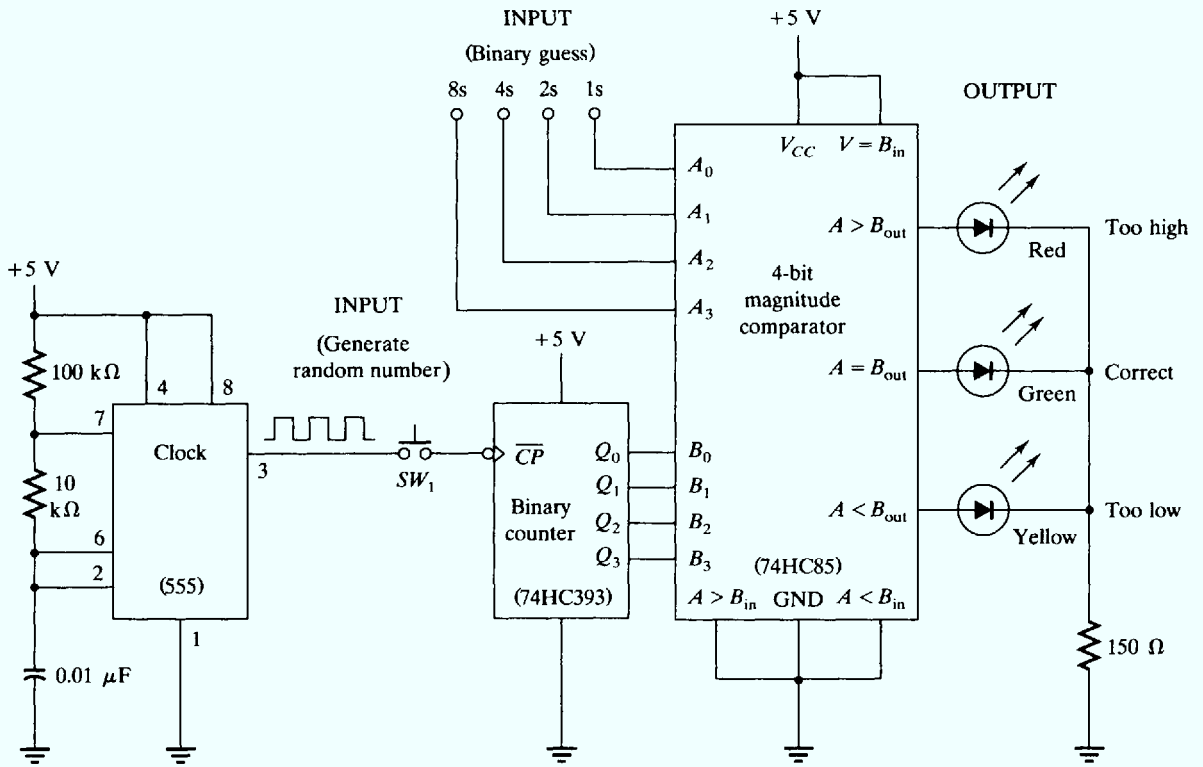 INPUT
(Binary guess)
8s 4s 2s 1s
+5 V
OUTPUT
V_CC V = B_in
A_0
A_1
A_2
A_3
4-bit
magnitude
comparator
A > B_out
Red
Too high
A = B_out
Green
Correct
A < B_out
Yellow
Too low
B_0
B_1
B_2
B_3
(74HC85)
A > B_in GND A < B_in
150 Ω
+5 V
100 kΩ
10
kΩ
4 8
7
6
2
Clock
(555)
3
1
0.01 μF
INPUT
(Generate
random number)
SW_1
+5 V
C̅P̅
Q_0
Q_1
Q_2
Q_3
Binary
counter
(74HC393)